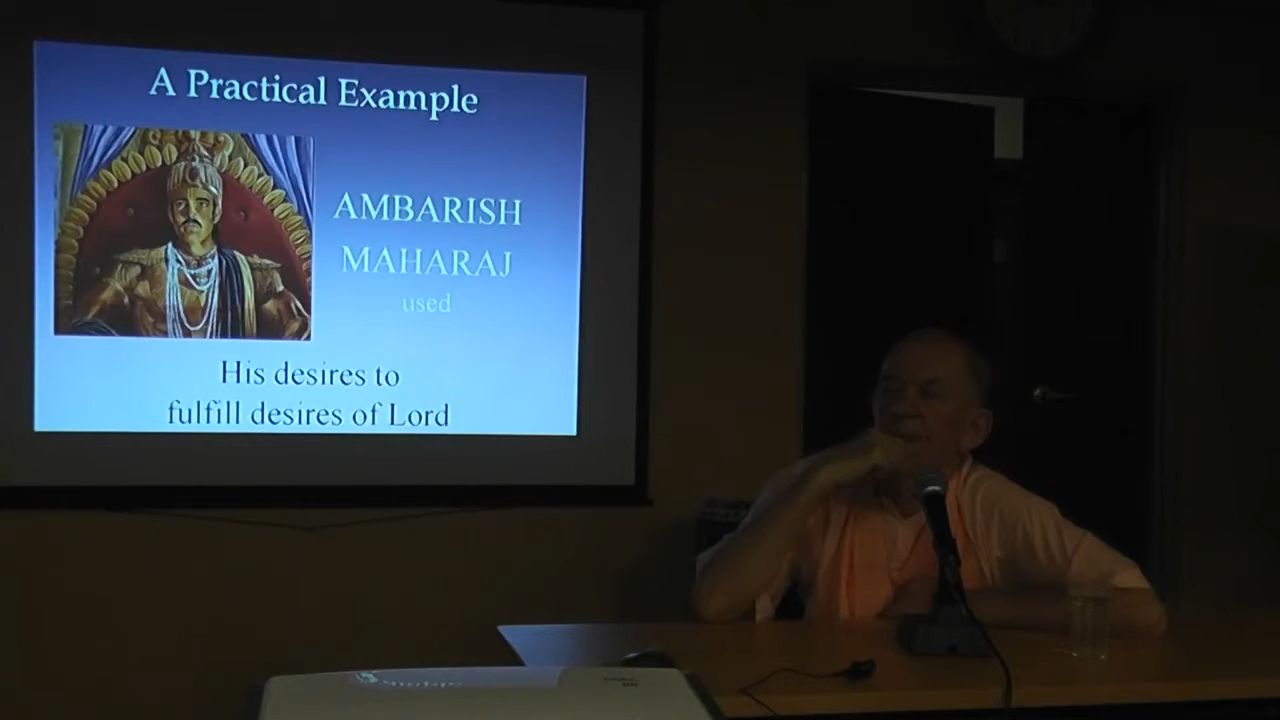 A Practical Example
AMBARISH
MAHARAJ
used
His desires to
fulfill desires of Lord